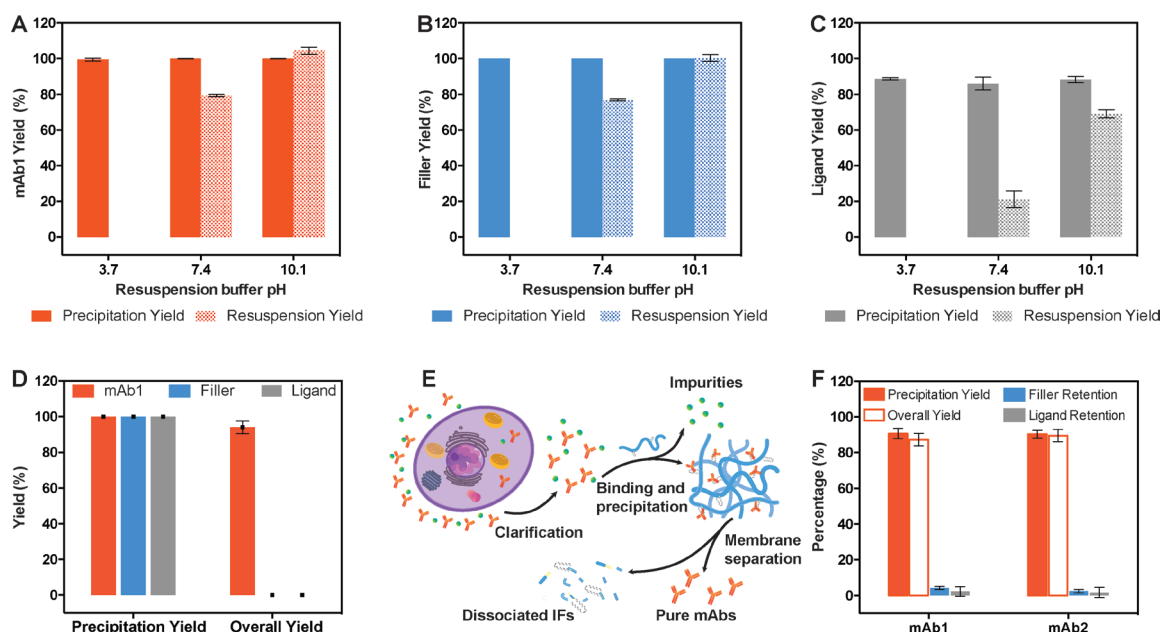 A
120
100
80
60
40
20
0
mAb1 Yield (%)
3.7 7.4 10.1
Resuspension buffer pH
Precipitation Yield Resuspension Yield
B
120
100
80
60
40
20
0
Filler Yield (%)
3.7 7.4 10.1
Resuspension buffer pH
Precipitation Yield Resuspension Yield
C
120
100
80
60
40
20
0
Ligand Yield (%)
3.7 7.4 10.1
Resuspension buffer pH
Precipitation Yield Resuspension Yield
D
120
100
80
60
40
20
0
Yield (%)
mAb1 Filler Ligand
Precipitation Yield Overall Yield
E
Impurities
Clarification
Binding and
precipitation
Membrane
separation
Dissociated IFs
Pure mAbs
F
120
100
80
60
40
20
0
Percentage (%)
Precipitation Yield Filler Retention
Overall Yield Ligand Retention
mAb1 mAb2